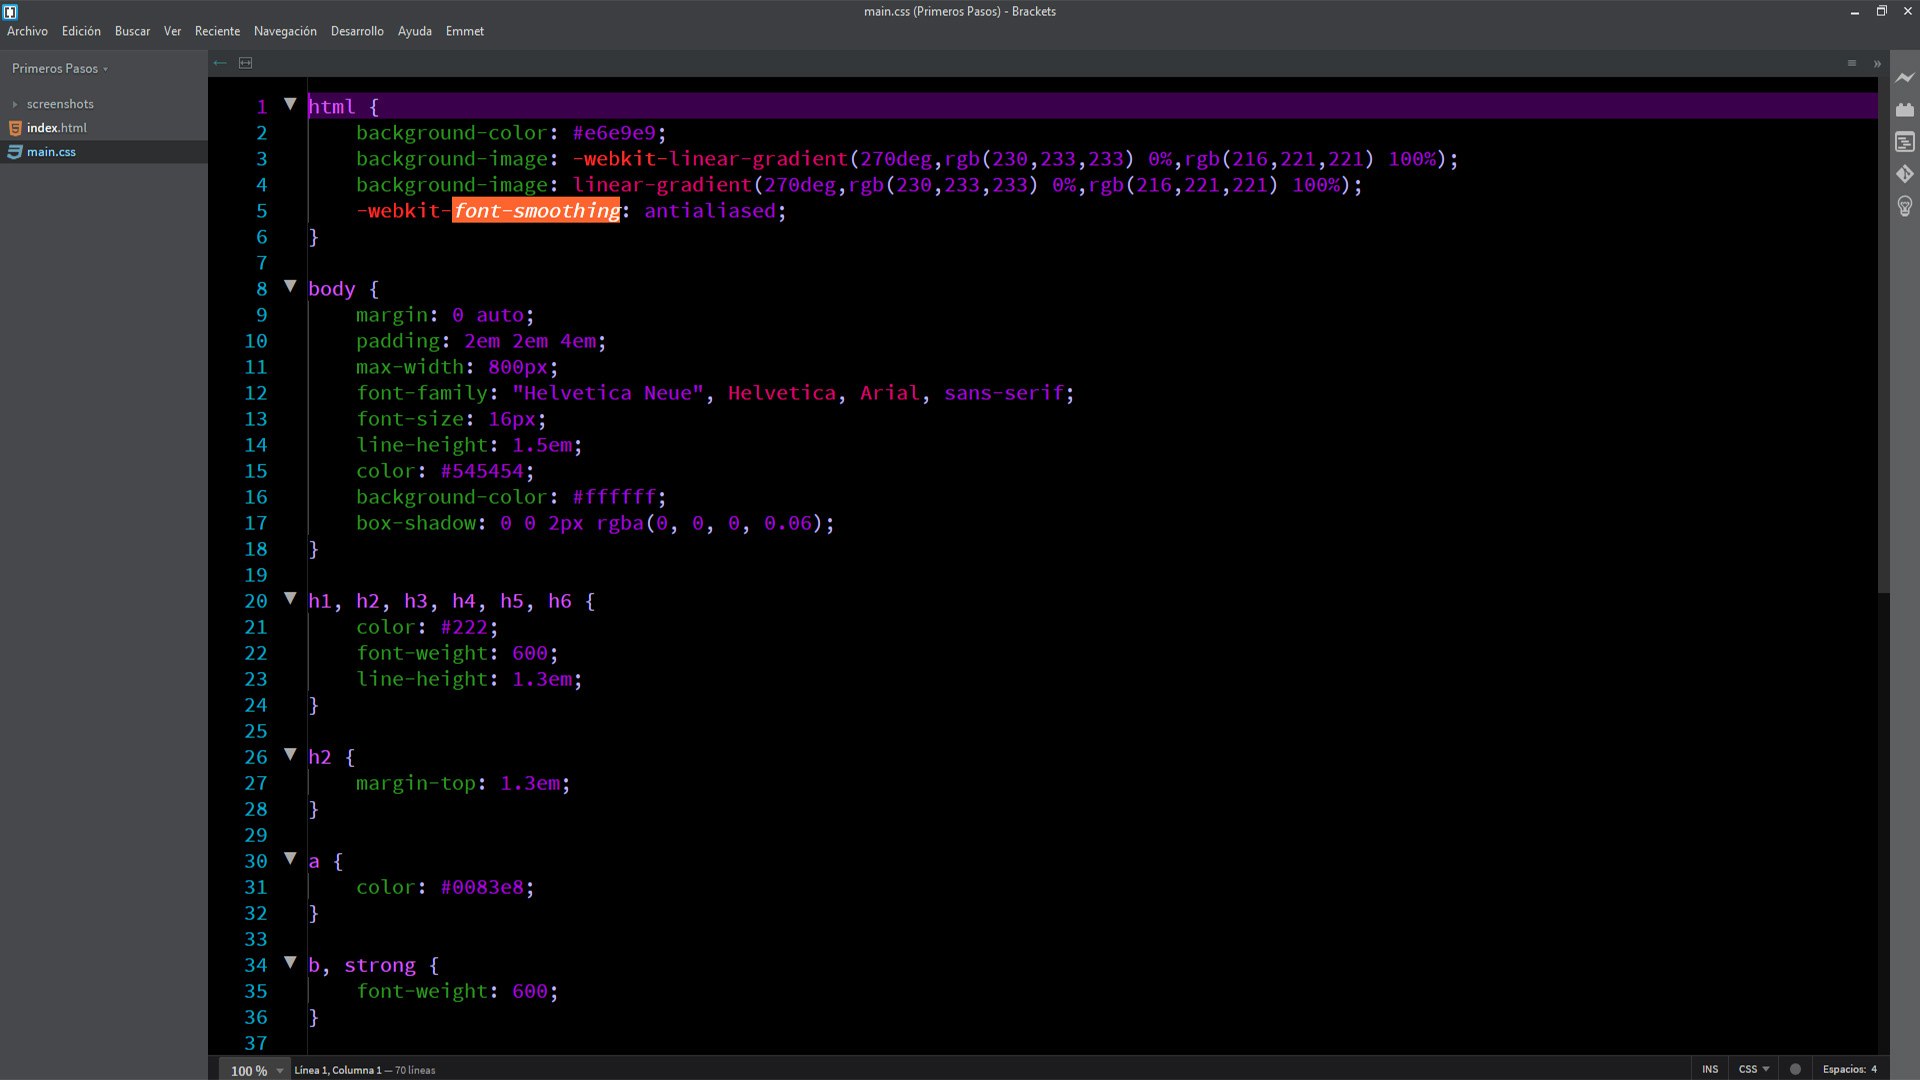 main.css (Primeros Pasos) - Brackets
Archivo Edición Buscar Ver Reciente Navegación Desarrollo Ayuda Emmet
Primeros Pasos
screenshots
index.html
main.css
1 html {
2     background-color: #e6e9e9;
3     background-image: -webkit-linear-gradient(270deg,rgb(230,233,233) 0%,rgb(216,221,221) 100%);
4     background-image: linear-gradient(270deg,rgb(230,233,233) 0%,rgb(216,221,221) 100%);
5     -webkit-font-smoothing: antialiased;
6 }
7
8 body {
9     margin: 0 auto;
10     padding: 2em 2em 4em;
11     max-width: 800px;
12     font-family: "Helvetica Neue", Helvetica, Arial, sans-serif;
13     font-size: 16px;
14     line-height: 1.5em;
15     color: #545454;
16     background-color: #ffffff;
17     box-shadow: 0 0 2px rgba(0, 0, 0, 0.06);
18 }
19
20 h1, h2, h3, h4, h5, h6 {
21     color: #222;
22     font-weight: 600;
23     line-height: 1.3em;
24 }
25
26 h2 {
27     margin-top: 1.3em;
28 }
29
30 a {
31     color: #0083e8;
32 }
33
34 b, strong {
35     font-weight: 600;
36 }
37
100 % Línea 1, Columna 1 — 70 líneas INS CSS Espacios: 4